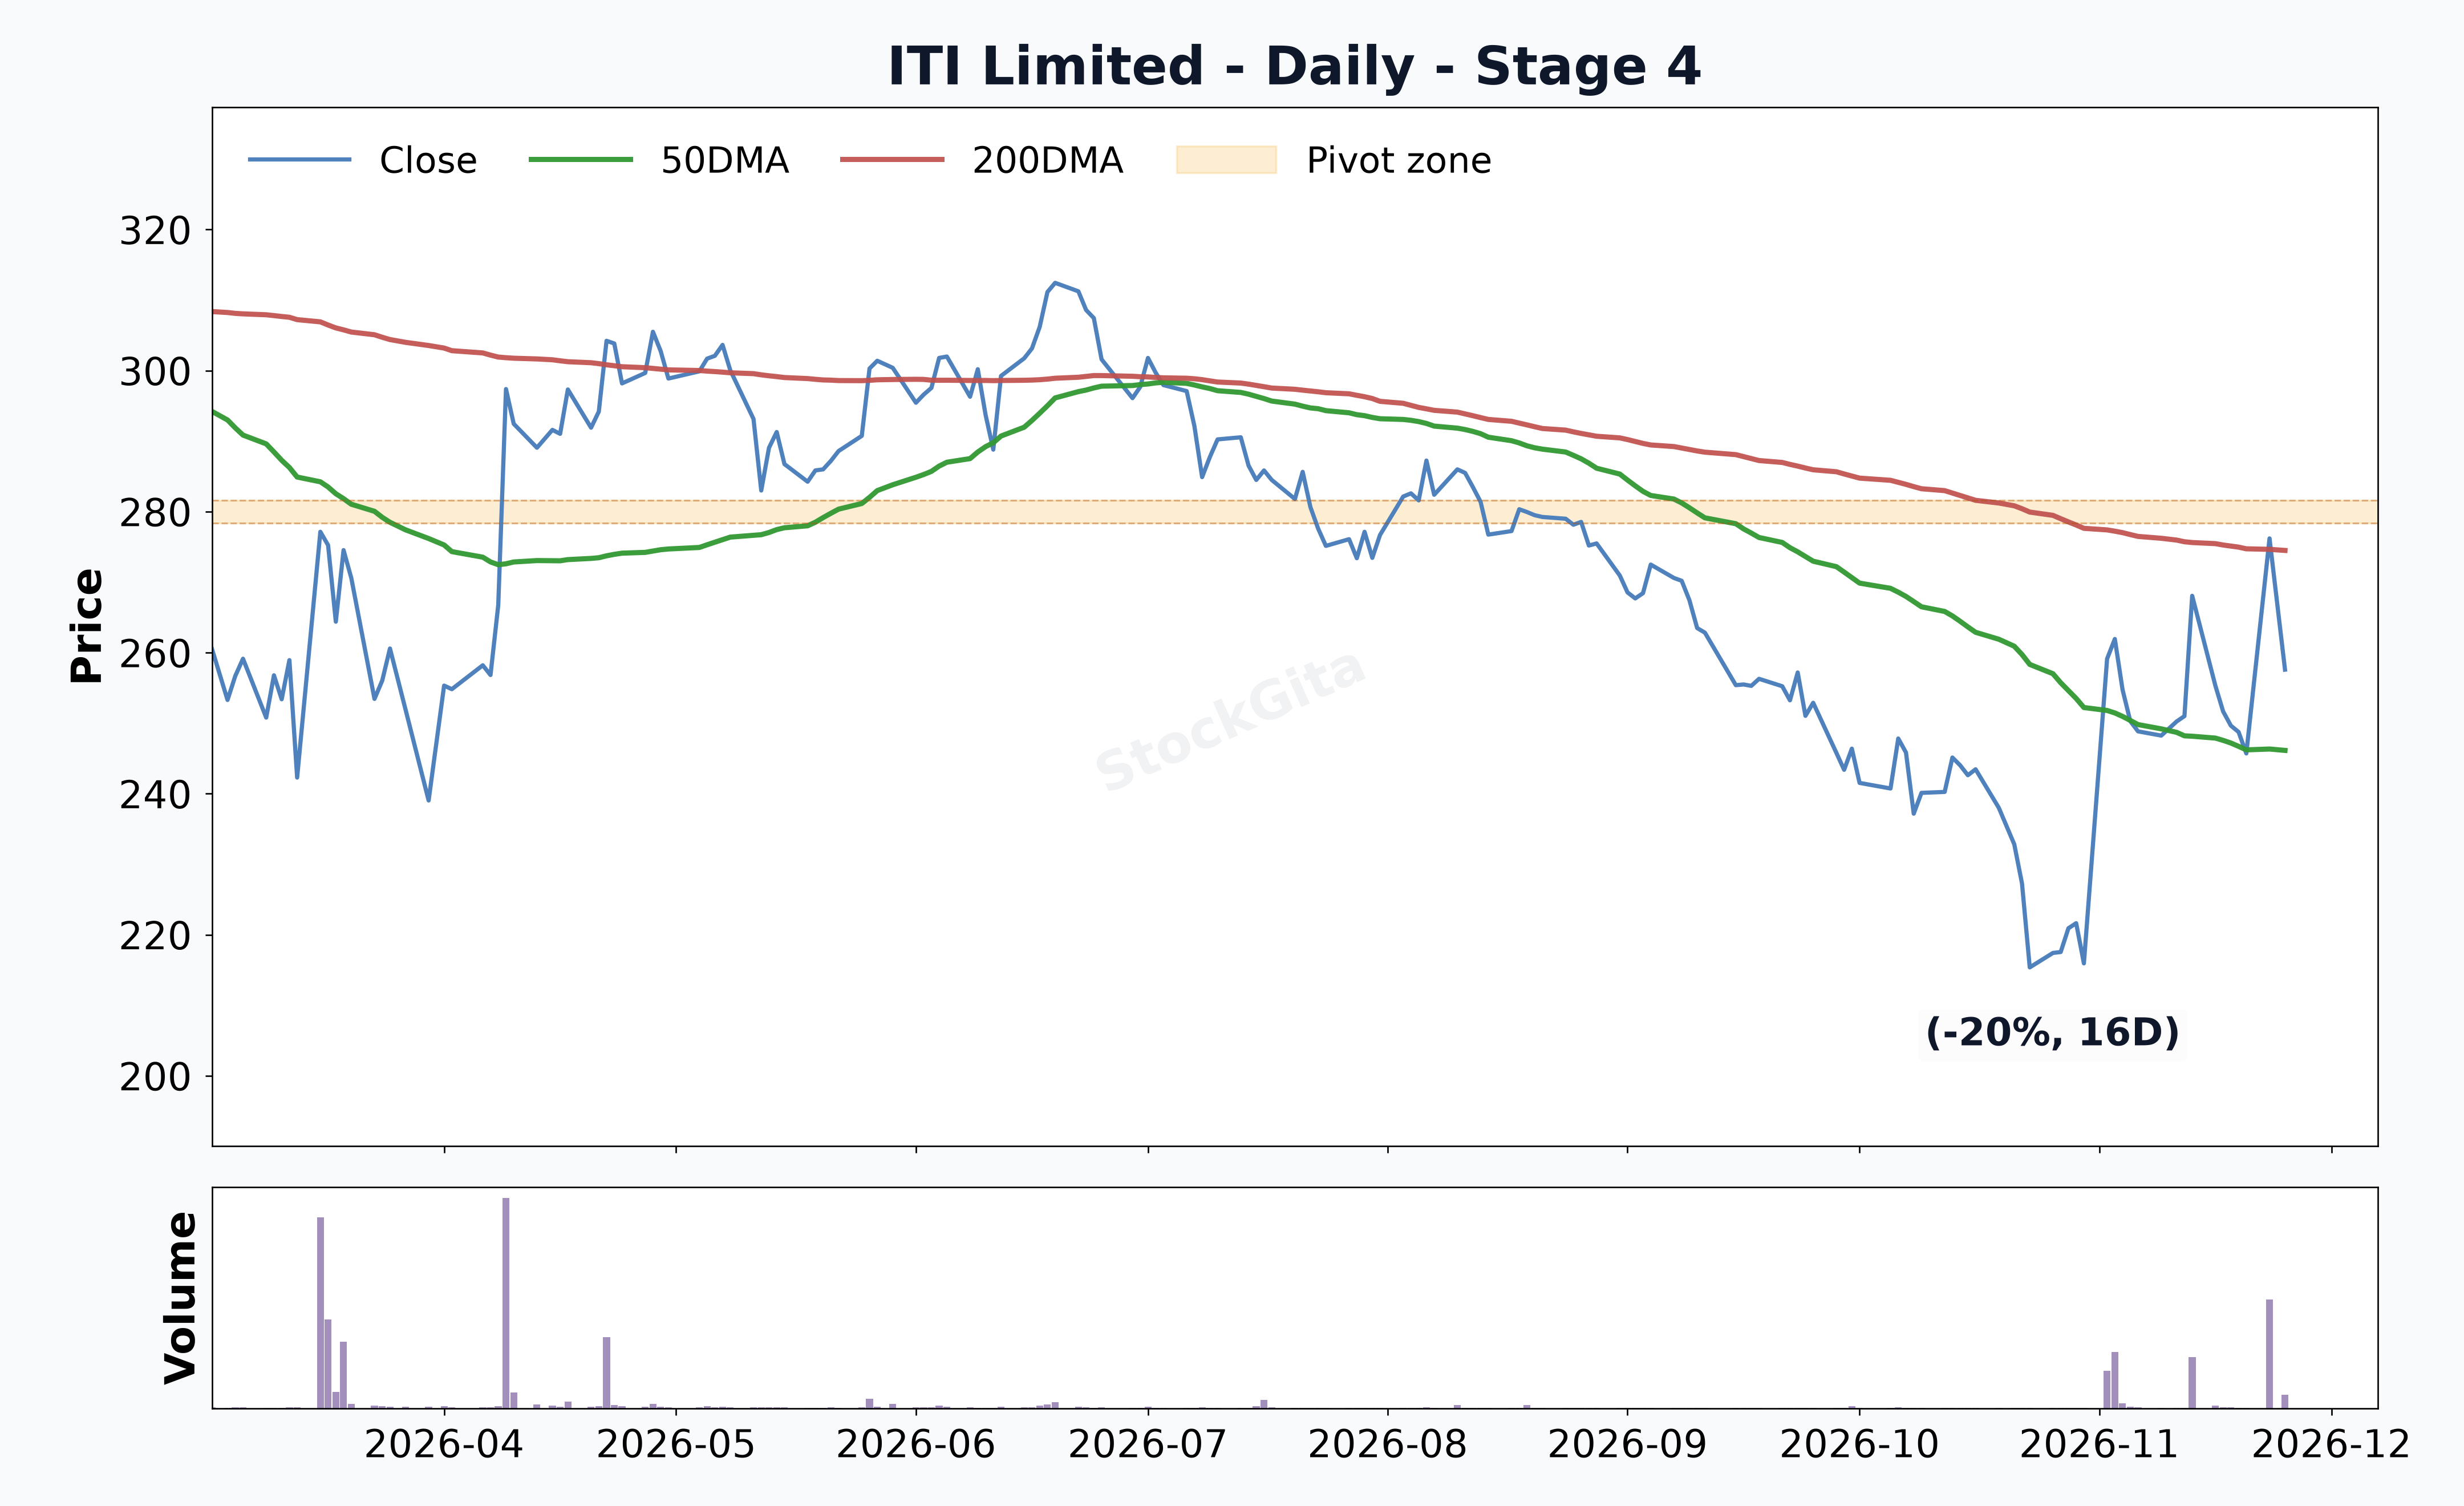 ITI Limited - Daily - Stage 4
Close 50DMA 200DMA Pivot zone
320
300
280
260
240
220
200
Price
StockGita
(-20%, 16D)
Volume
2026-04 2026-05 2026-06 2026-07 2026-08 2026-09 2026-10 2026-11 2026-12